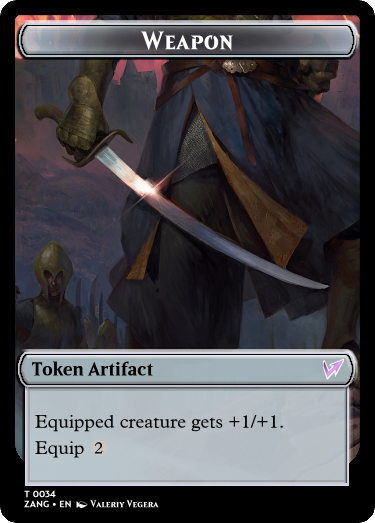 Weapon
Token Artifact
Equipped creature gets +1/+1.
Equip 2
T 0034
ZANG • EN Valeriy Vegera